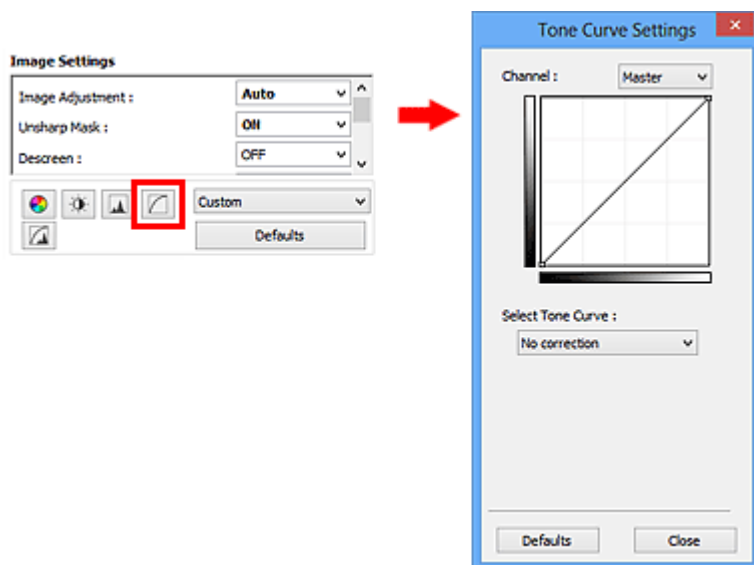 Image Settings
Image Adjustment : Auto
Unsharp Mask : ON
Descreen : OFF
Custom
Defaults
Tone Curve Settings
Channel : Master
Select Tone Curve :
No correction
Defaults Close